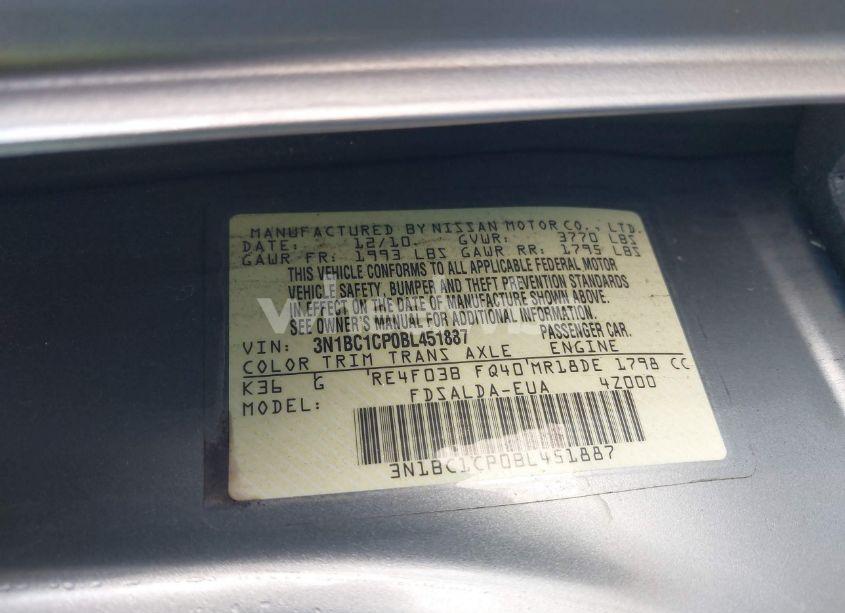 MANUFACTURED BY NISSAN MOTOR CO., LTD.
DATE: 12/10. GVWR: 3770 LBS
GAWR FR: 1993 LBS GAWR RR: 1795 LBS
THIS VEHICLE CONFORMS TO ALL APPLICABLE FEDERAL MOTOR
VEHICLE SAFETY, BUMPER AND THEFT PREVENTION STANDARDS
IN EFFECT ON THE DATE OF MANUFACTURE SHOWN ABOVE.
SEE OWNER'S MANUAL FOR ADDITIONAL INFORMATION.
VIN: 3N1BC1CP0BL451887 PASSENGER CAR.
COLOR TRIM TRANS AXLE ENGINE
K36 G RE4F03B FQ40 MR18DE 1798 CC
MODEL: FDSALDA-EUA 4Z000
3N1BC1CP0BL451887